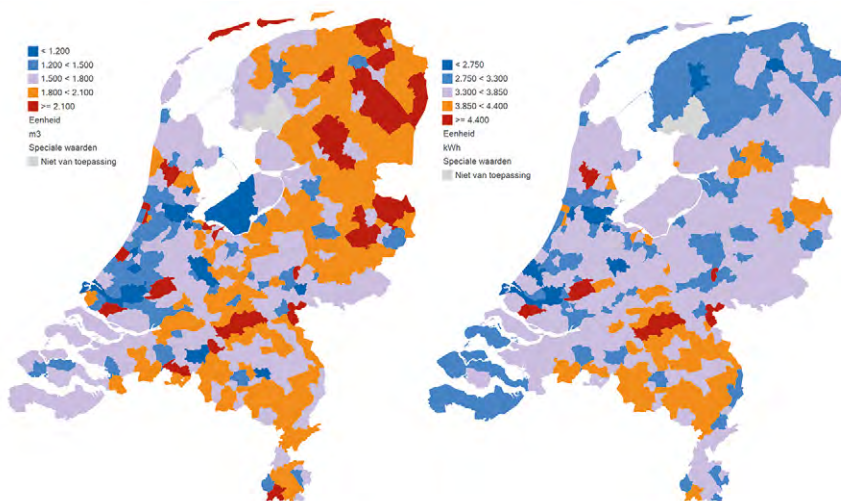 < 1.200
1.200 < 1.500
1.500 < 1.800
1.800 < 2.100
>= 2.100
Eenheid
m3
Speciale waarden
Niet van toepassing
< 2.750
2.750 < 3.300
3.300 < 3.850
3.850 < 4.400
>= 4.400
Eenheid
kWh
Speciale waarden
Niet van toepassing